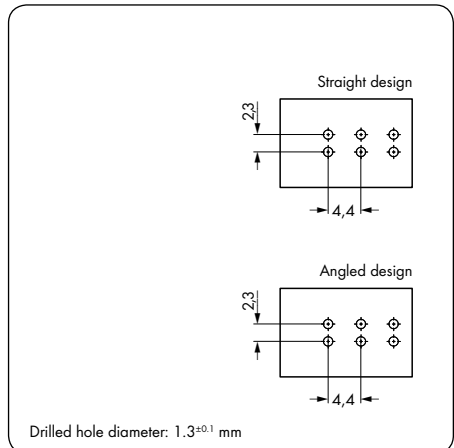 Straight design
2,3
4,4
Angled design
2,3
4,4
Drilled hole diameter: 1.3±0.1 mm